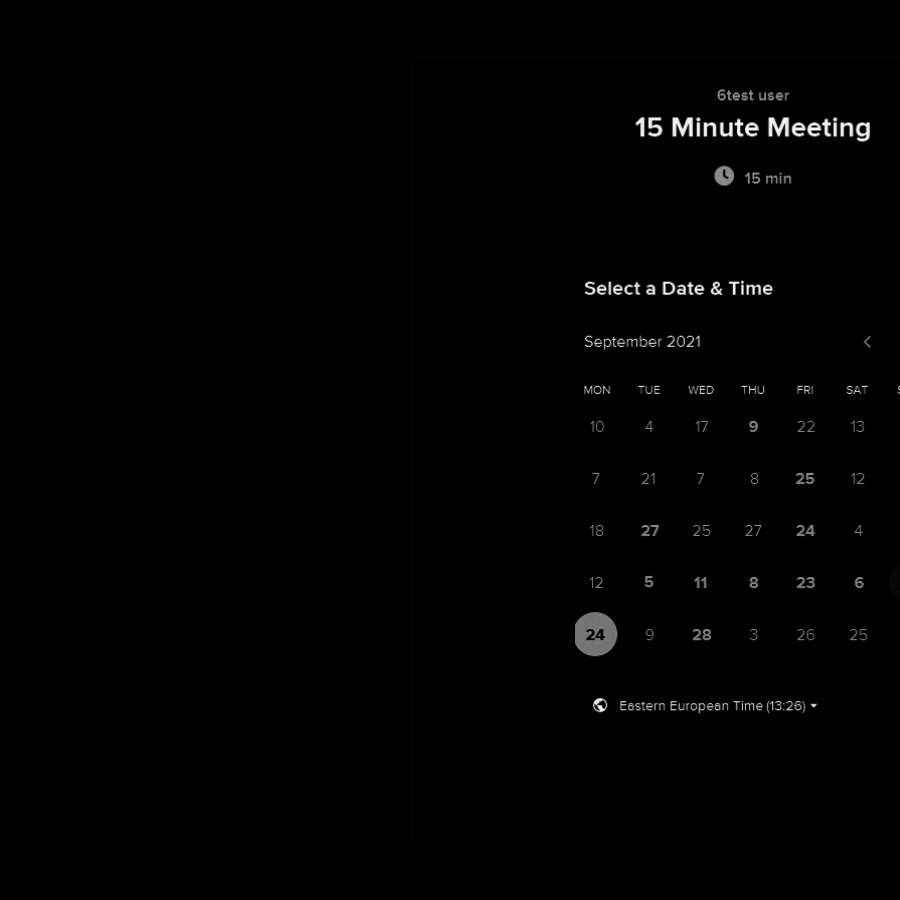 6test user
15 Minute Meeting
15 min
Select a Date & Time
September 2021
MON TUE WED THU FRI SAT
10 4 17 9 22 13
7 21 7 8 25 12
18 27 25 27 24 4
12 5 11 8 23 6
24 9 28 3 26 25
Eastern European Time (13:26)